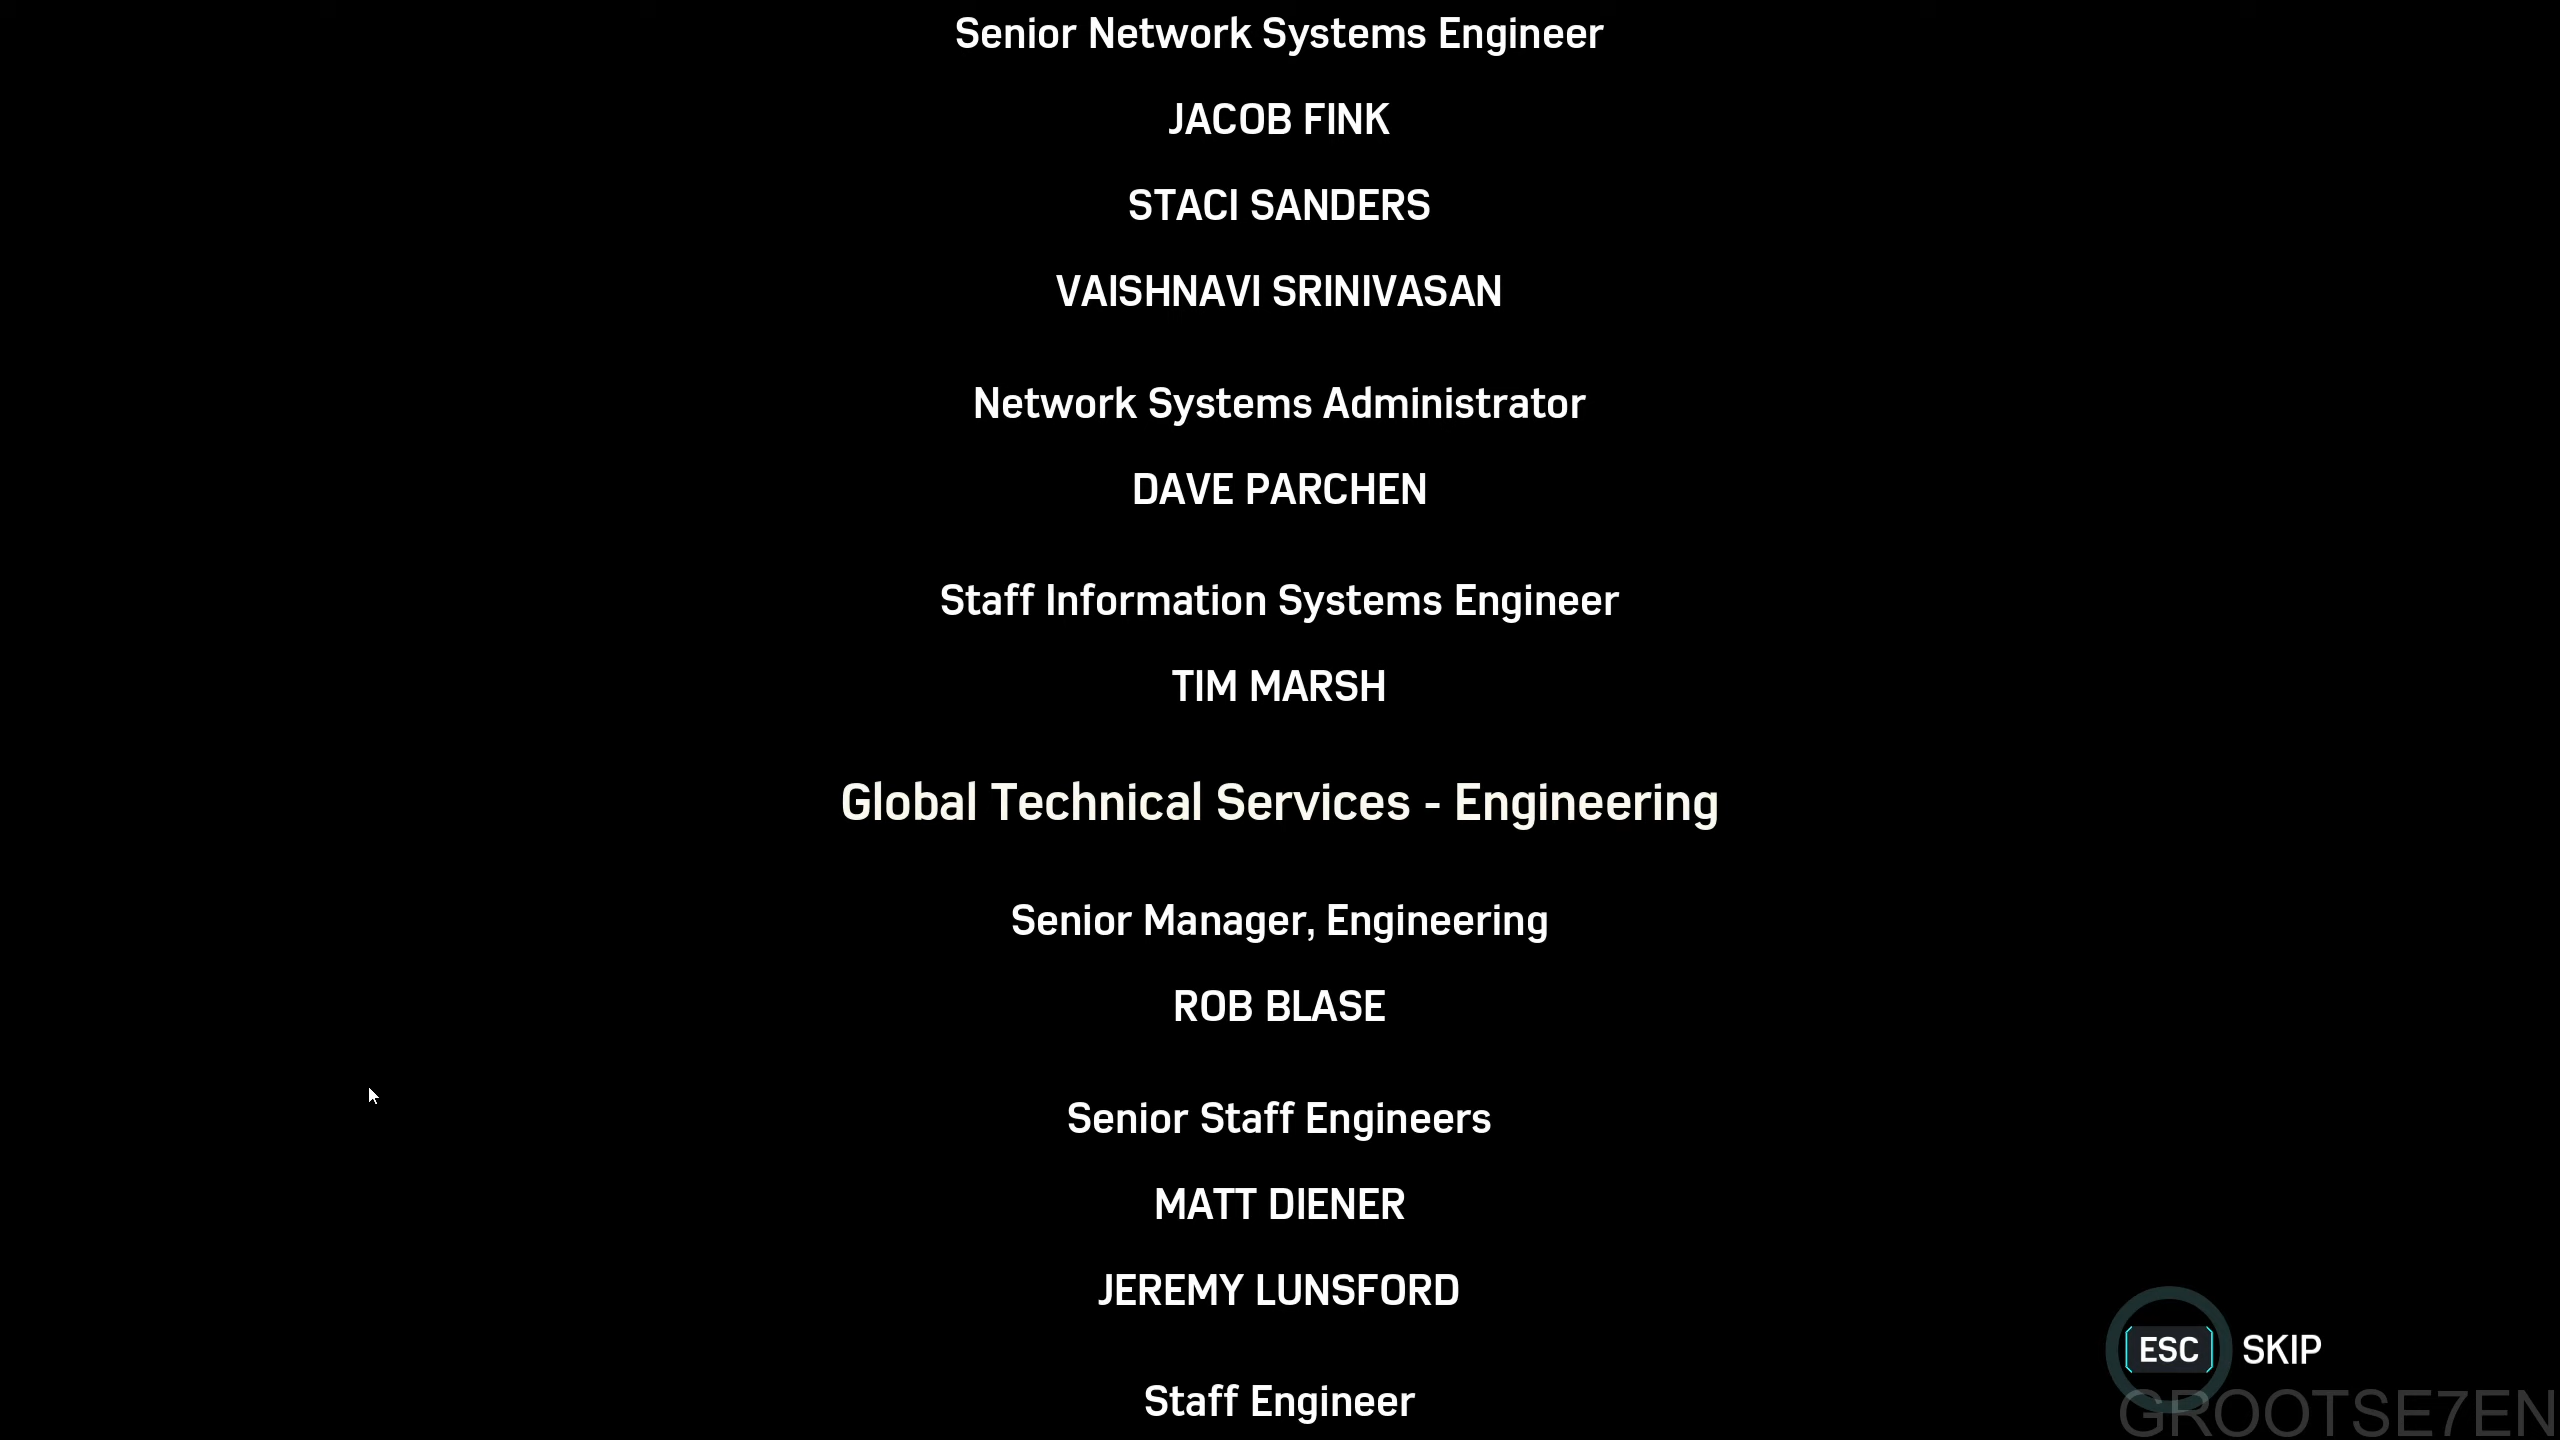 Senior Network Systems Engineer
JACOB FINK
STACI SANDERS
VAISHNAVI SRINIVASAN
Network Systems Administrator
DAVE PARCHEN
Staff Information Systems Engineer
TIM MARSH
Global Technical Services - Engineering
Senior Manager, Engineering
ROB BLASE
Senior Staff Engineers
MATT DIENER
JEREMY LUNSFORD
ESC SKIP
Staff Engineer
GROOTSE7EN